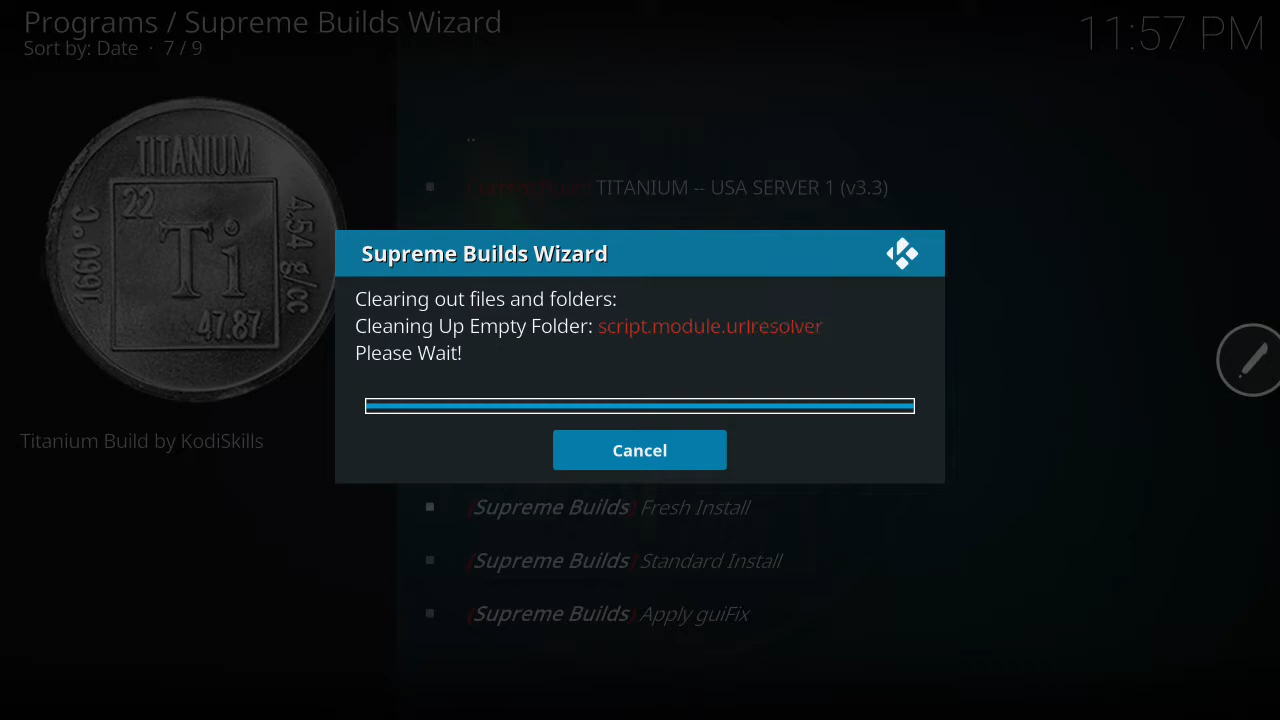 Programs / Supreme Builds Wizard
Sort by: Date · 7 / 9
11:57 PM
TITANIUM
22
Ti
47.87
1660 °C
4,54 g/cc
Titanium Build by KodiSkills
..
TITANIUM -- USA SERVER 1 (v3.3)
Supreme Builds Wizard
Clearing out files and folders:
Cleaning Up Empty Folder: script.module.urlresolver
Please Wait!
Cancel
(Supreme Builds) Fresh Install
(Supreme Builds) Standard Install
(Supreme Builds) Apply guiFix